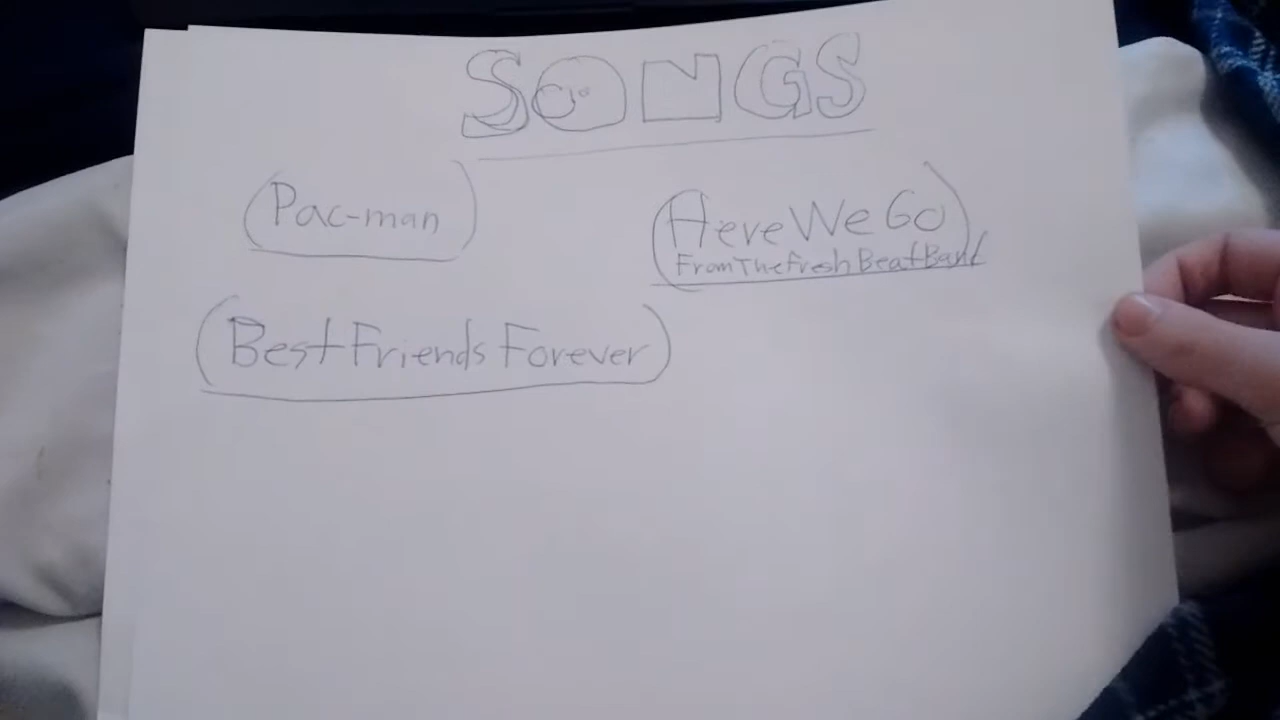 SONGS
(Pac-man)
(Here We Go)
From The Fresh Beat Band
(Best Friends Forever)